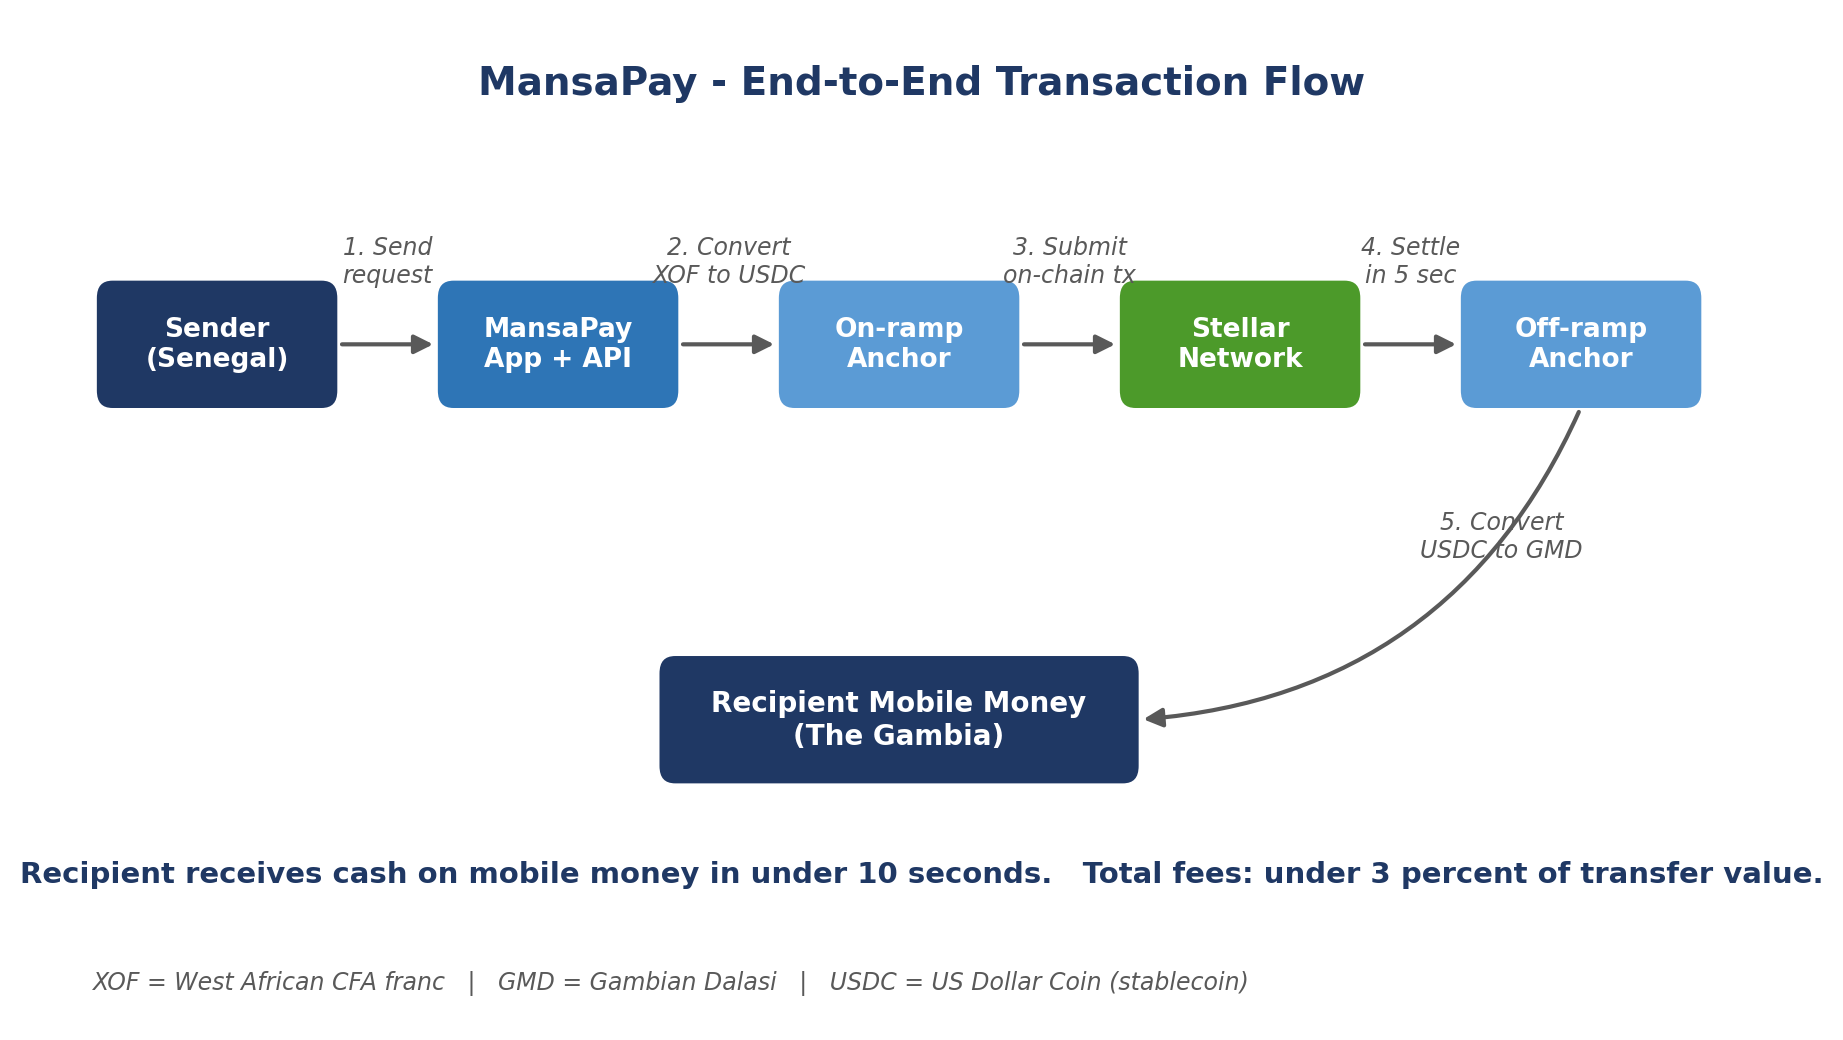 MansaPay - End-to-End Transaction Flow
1. Send
request
2. Convert
XOF to USDC
3. Submit
on-chain tx
4. Settle
in 5 sec
Sender
(Senegal)
MansaPay
App + API
On-ramp
Anchor
Stellar
Network
Off-ramp
Anchor
5. Convert
USDC to GMD
Recipient Mobile Money
(The Gambia)
Recipient receives cash on mobile money in under 10 seconds.   Total fees: under 3 percent of transfer value.
XOF = West African CFA franc   |   GMD = Gambian Dalasi   |   USDC = US Dollar Coin (stablecoin)